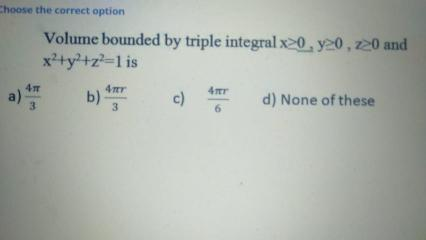 Choose the correct option
Volume bounded by triple integral x≥0, y≥0 , z≥0 and
x²+y²+z²=1 is
a) 4π/3 b) 4πr/3 c) 4πr/6 d) None of these